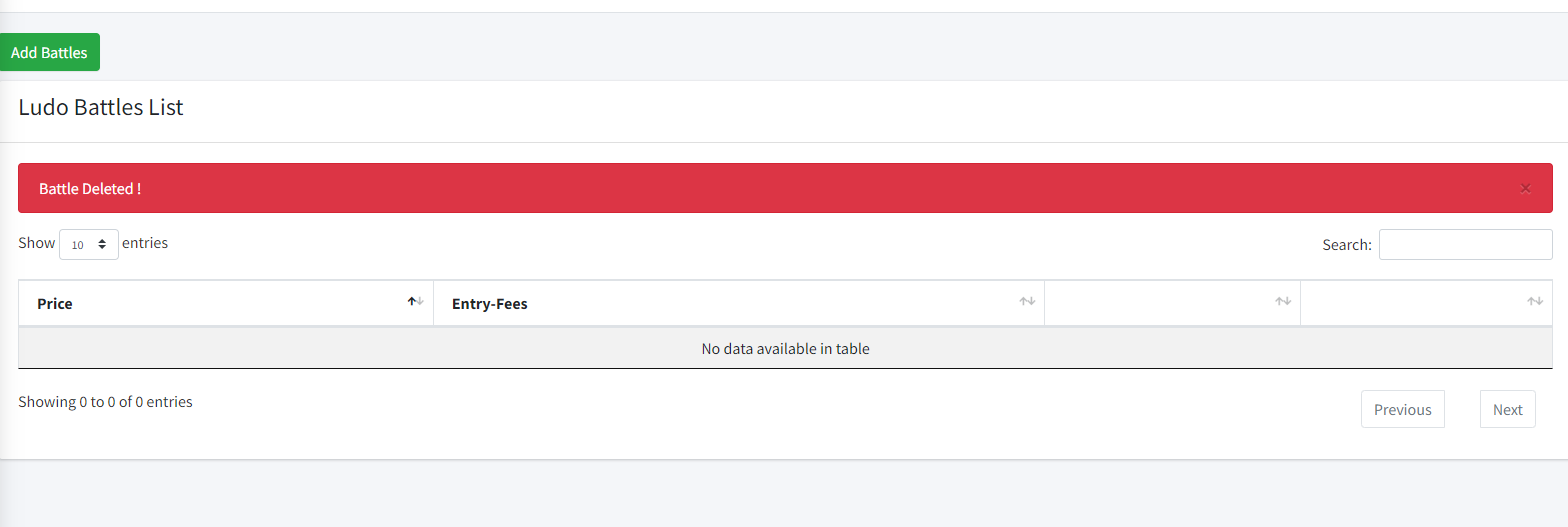 Add Battles
Ludo Battles List
Battle Deleted !
×
Show 10 entries
Search:
Price Entry-Fees
No data available in table
Showing 0 to 0 of 0 entries
Previous Next